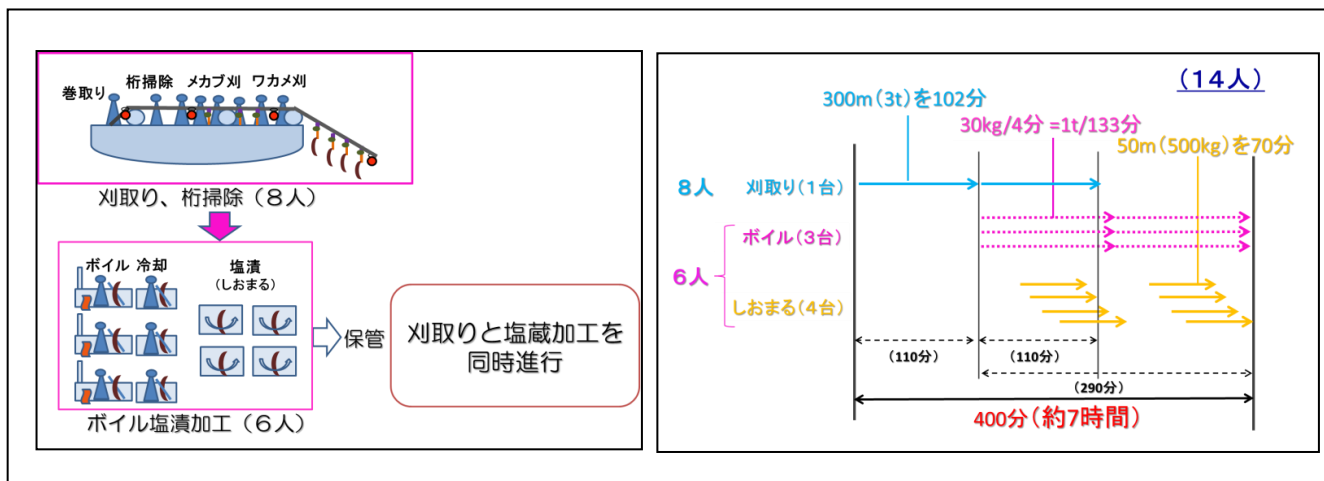 巻取り
桁掃除
メカブ刈
ワカメ刈
刈取り、桁掃除（８人）
ボイル
冷却
塩漬
（しおまる）
保管
ボイル塩漬加工（６人）
刈取りと塩蔵加工を
同時進行
（１４人）
300m（3t）を102分
30kg/4分 =1t/133分
50m（500kg）を70分
８人
刈取り（１台）
ボイル（３台）
６人
しおまる（４台）
（110分）
（110分）
（290分）
400分（約7時間）